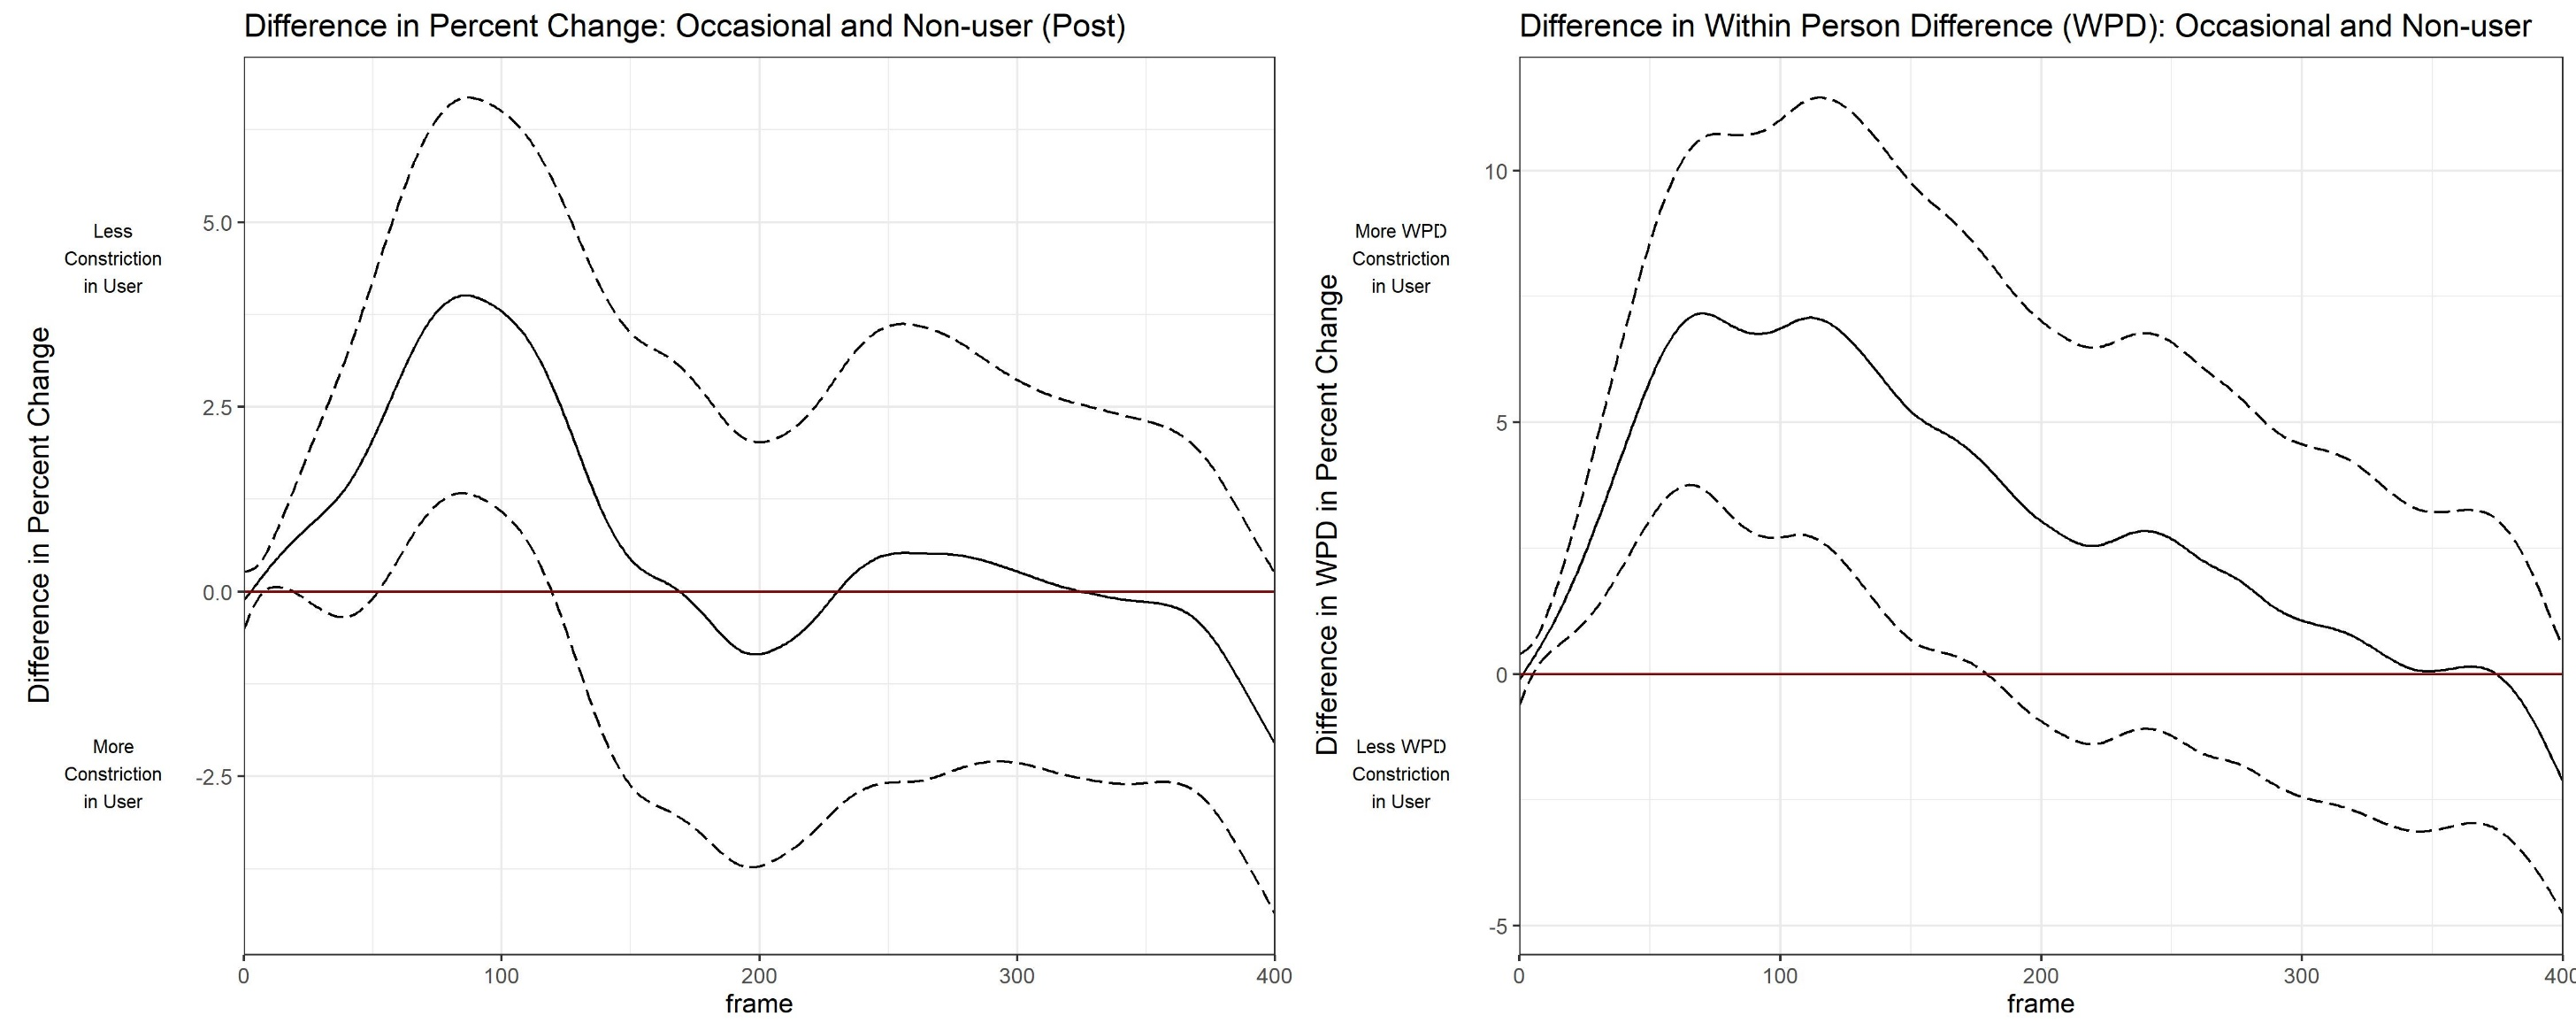 Difference in Percent Change: Occasional and Non-user (Post)
Less
Constriction
in User
More
Constriction
in User
Difference in Percent Change
5.0
2.5
0.0
-2.5
0 100 200 300 400
frame
Difference in Within Person Difference (WPD): Occasional and Non-user
More WPD
Constriction
in User
Less WPD
Constriction
in User
Difference in WPD in Percent Change
10
5
0
-5
0 100 200 300 400
frame